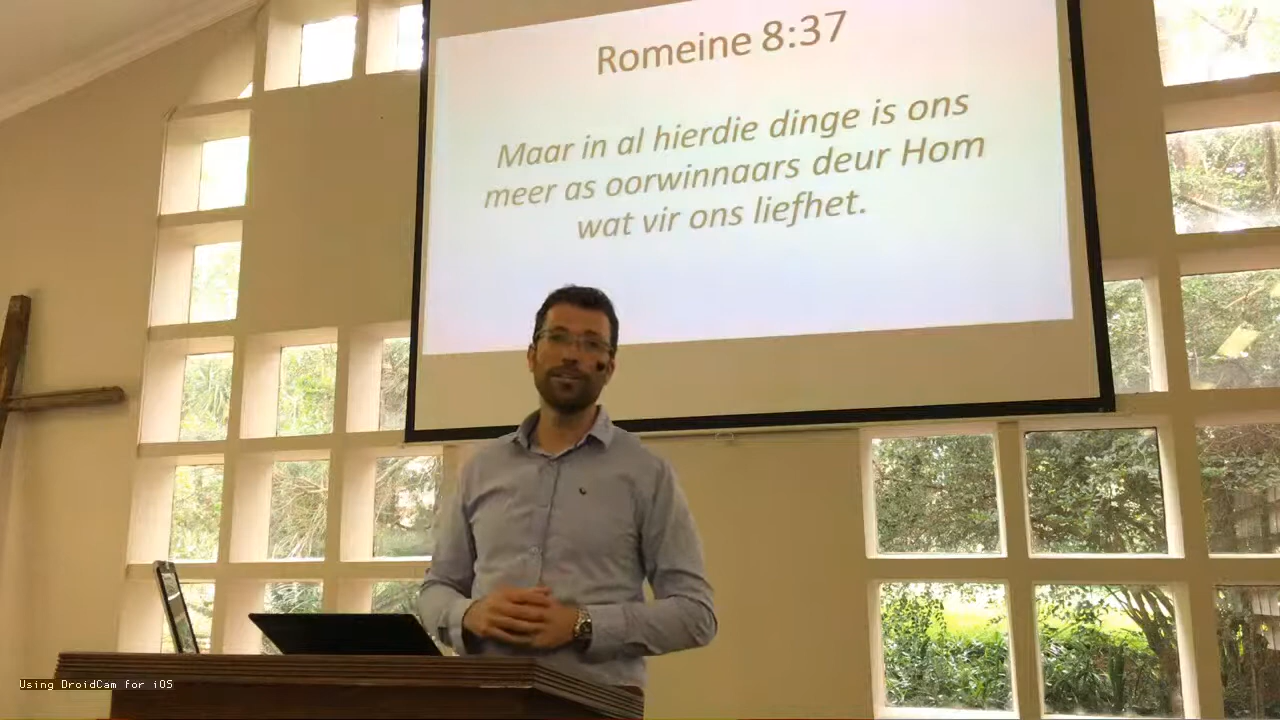 Romeine 8:37
Maar in al hierdie dinge is ons
meer as oorwinnaars deur Hom
wat vir ons liefhet.
Using DroidCam for iOS